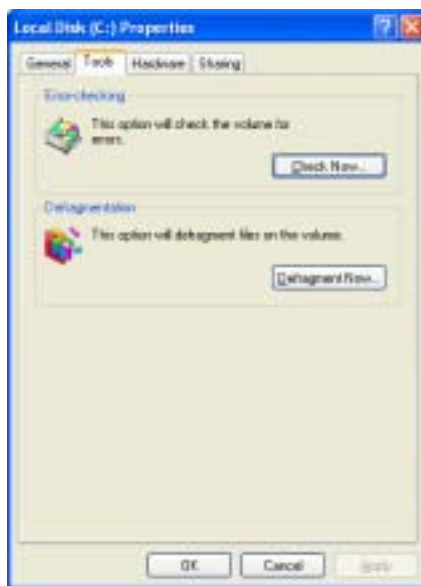 Local Disk (C:) Properties
General Tools Hardware Sharing
Error-checking
This option will check the volume for
errors.
Check Now...
Defragmentation
This option will defragment files on the volume.
Defragment Now...
OK Cancel Apply